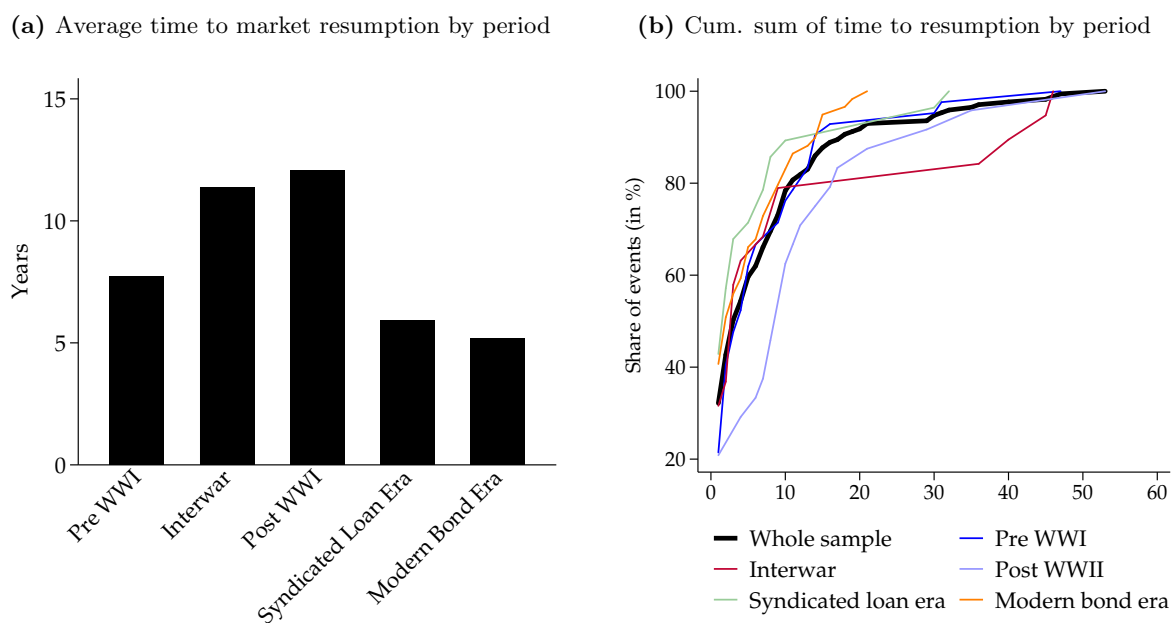 (a) Average time to market resumption by period
15
10
5
0
Years
Pre WWI
Interwar
Post WWI
Syndicated Loan Era
Modern Bond Era
(b) Cum. sum of time to resumption by period
100
80
60
40
20
Share of events (in %)
0 10 20 30 40 50 60
Whole sample Pre WWI
Interwar Post WWII
Syndicated loan era Modern bond era